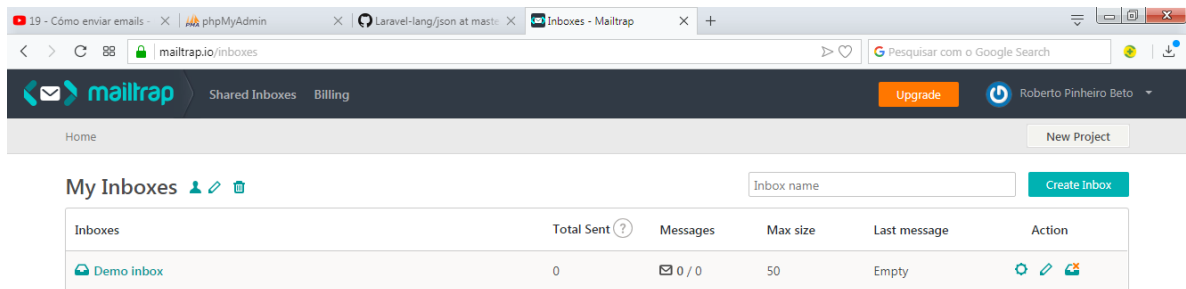 19 - Cómo enviar emails -
phpMyAdmin
Laravel-lang/json at maste
Inboxes - Mailtrap
mailtrap.io/inboxes
Pesquisar com o Google Search
mailtrap Shared Inboxes Billing Upgrade Roberto Pinheiro Beto
Home New Project
My Inboxes Inbox name Create Inbox
Inboxes Total Sent ? Messages Max size Last message Action
Demo inbox 0 0 / 0 50 Empty